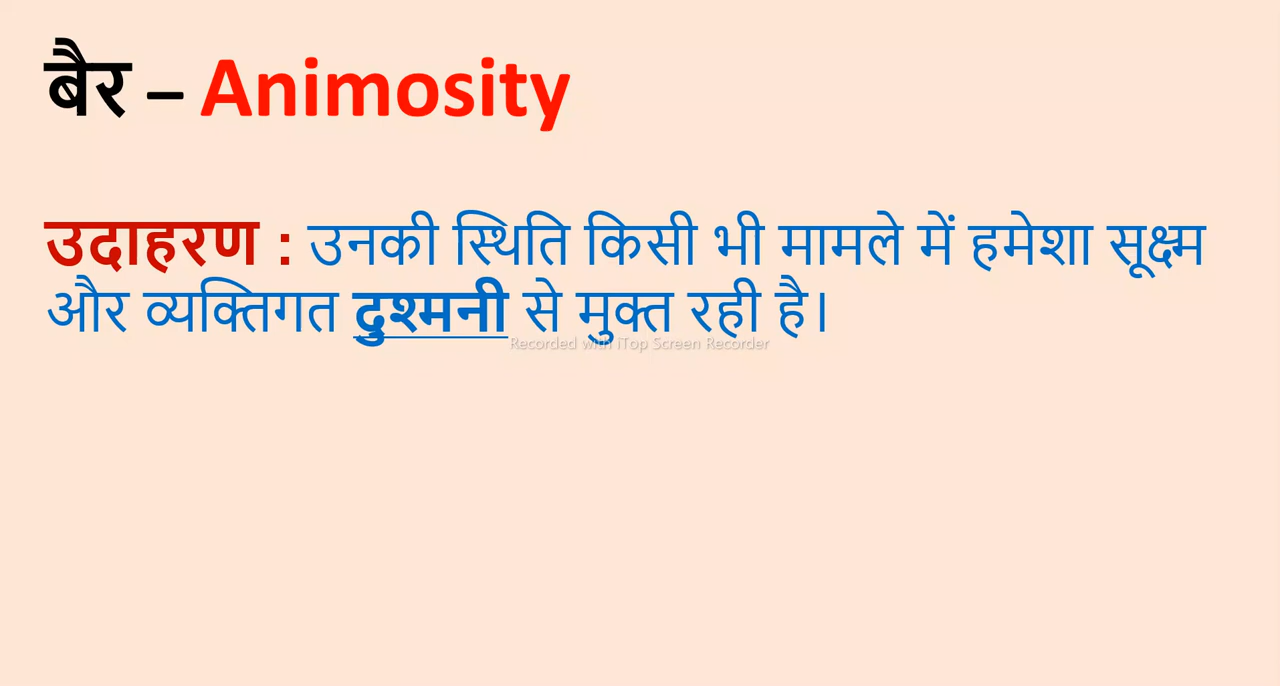 बैर – Animosity
उदाहरण : उनकी स्थिति किसी भी मामले में हमेशा सूक्ष्म
और व्यक्तिगत दुश्मनी से मुक्त रही है।
Recorded with iTop Screen Recorder